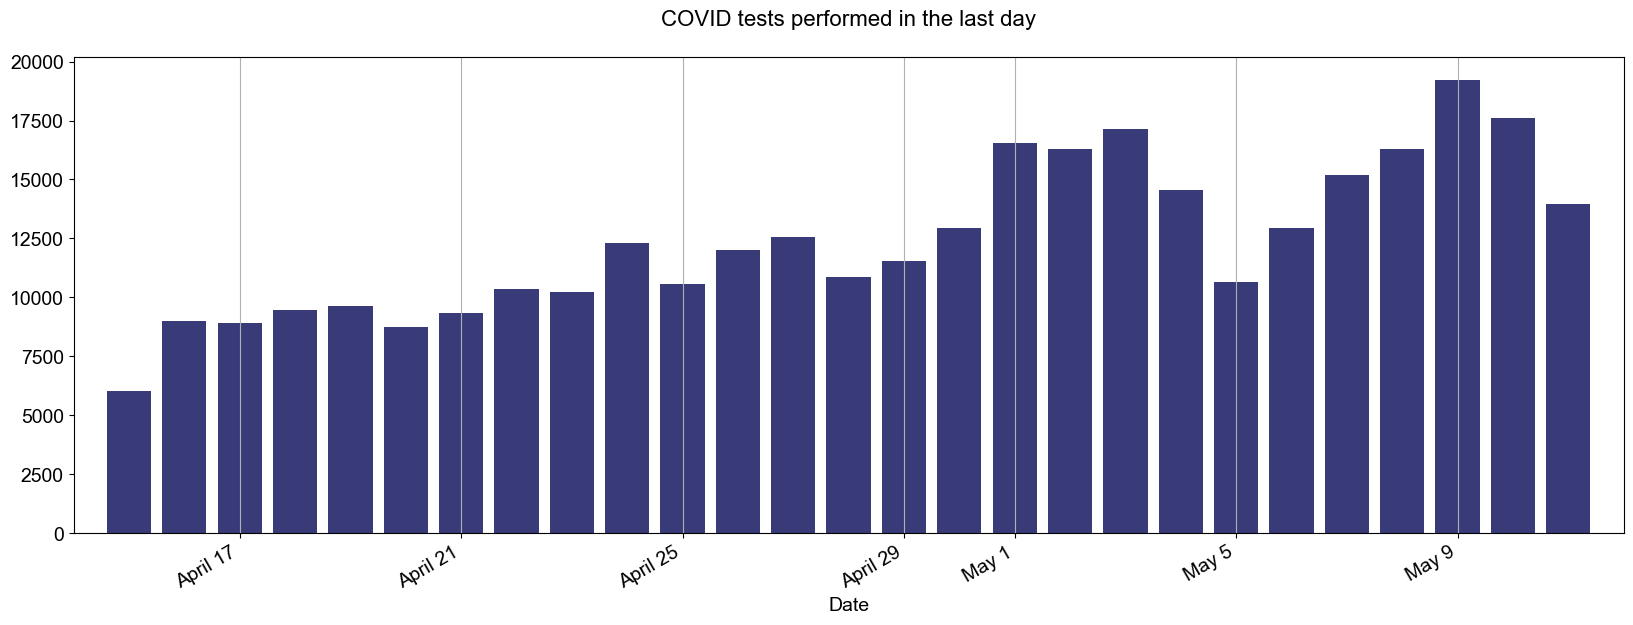 COVID tests performed in the last day
20000
17500
15000
12500
10000
7500
5000
2500
0
April 17
April 21
April 25
April 29
May 1
May 5
May 9
Date